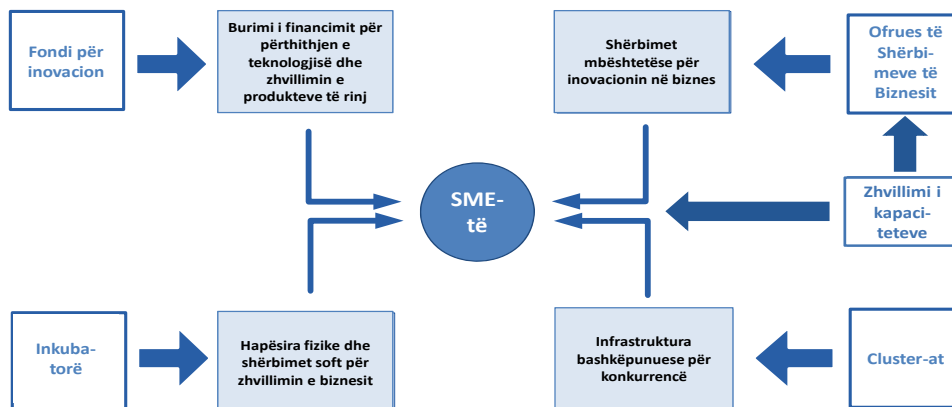 Fondi për
inovacion
Burimi i financimit për
përthithjen e
teknologjisë dhe
zhvillimin e
produkteve të rinj
Shërbimet
mbështetëse për
inovacionin në biznes
Ofrues të
Shërbi-
meve të
Biznesit
SME-
të
Zhvillimi i
kapaci-
teteve
Inkuba-
torë
Hapësira fizike dhe
shërbimet soft për
zhvillimin e biznesit
Infrastruktura
bashkëpunuese për
konkurrencë
Cluster-at